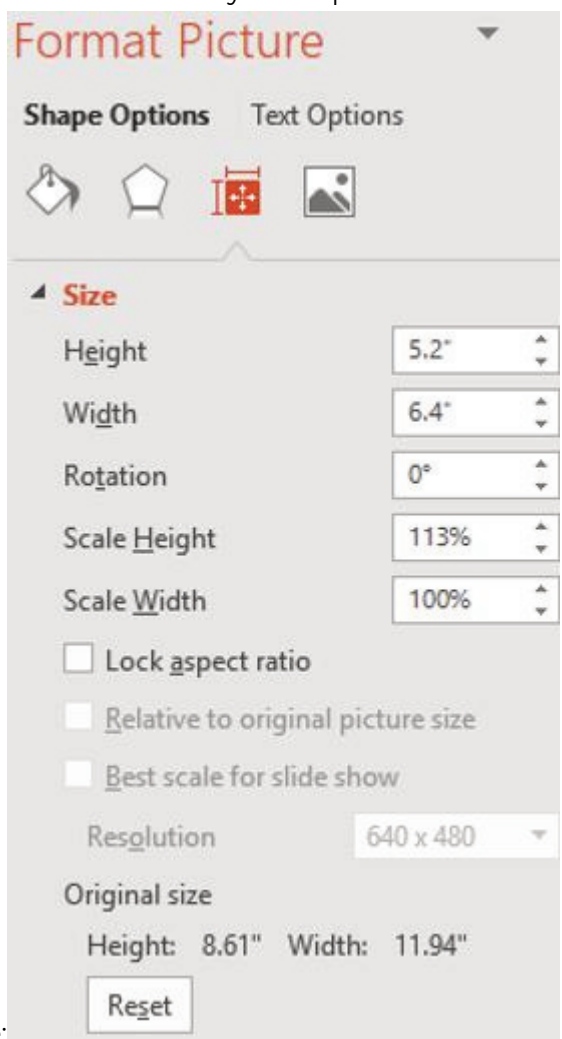 Format Picture
Shape Options Text Options
Size
Height 5.2"
Width 6.4"
Rotation 0°
Scale Height 113%
Scale Width 100%
Lock aspect ratio
Relative to original picture size
Best scale for slide show
Resolution 640 x 480
Original size
Height: 8.61" Width: 11.94"
Reset